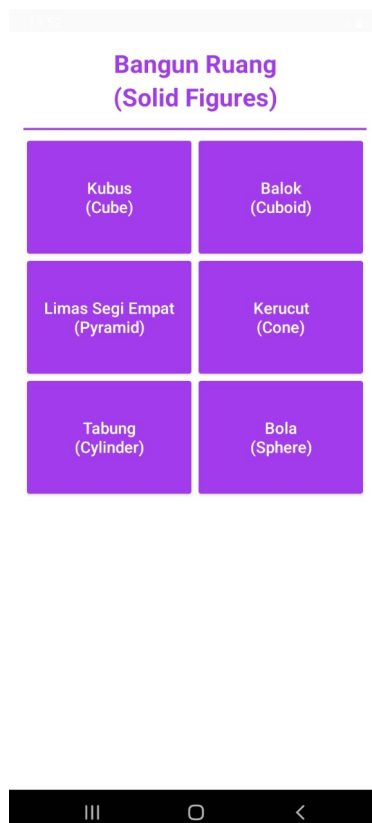 Bangun Ruang
(Solid Figures)
Kubus
(Cube)
Balok
(Cuboid)
Limas Segi Empat
(Pyramid)
Kerucut
(Cone)
Tabung
(Cylinder)
Bola
(Sphere)